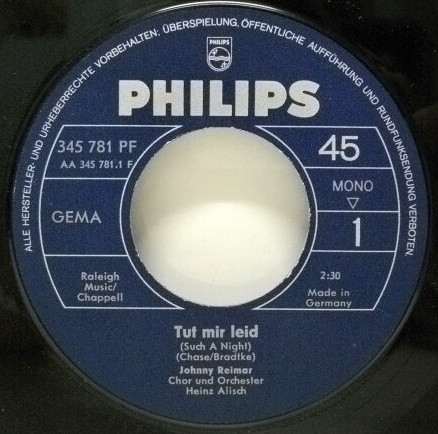 ALLE HERSTELLER- UND URHEBERRECHTE VORBEHALTEN; ÜBERSPIELUNG, ÖFFENTLICHE AUFFÜHRUNG UND RUNDFUNKSENDUNG VERBOTEN
PHILIPS
PHILIPS
345 781 PF
AA 345 781.1 F
45
MONO
GEMA
1
Raleigh
Music/
Chappell
2:30
Made in
Germany
Tut mir leid
(Such A Night)
(Chase/Bradtke)
Johnny Reimar
Chor und Orchester
Heinz Alisch